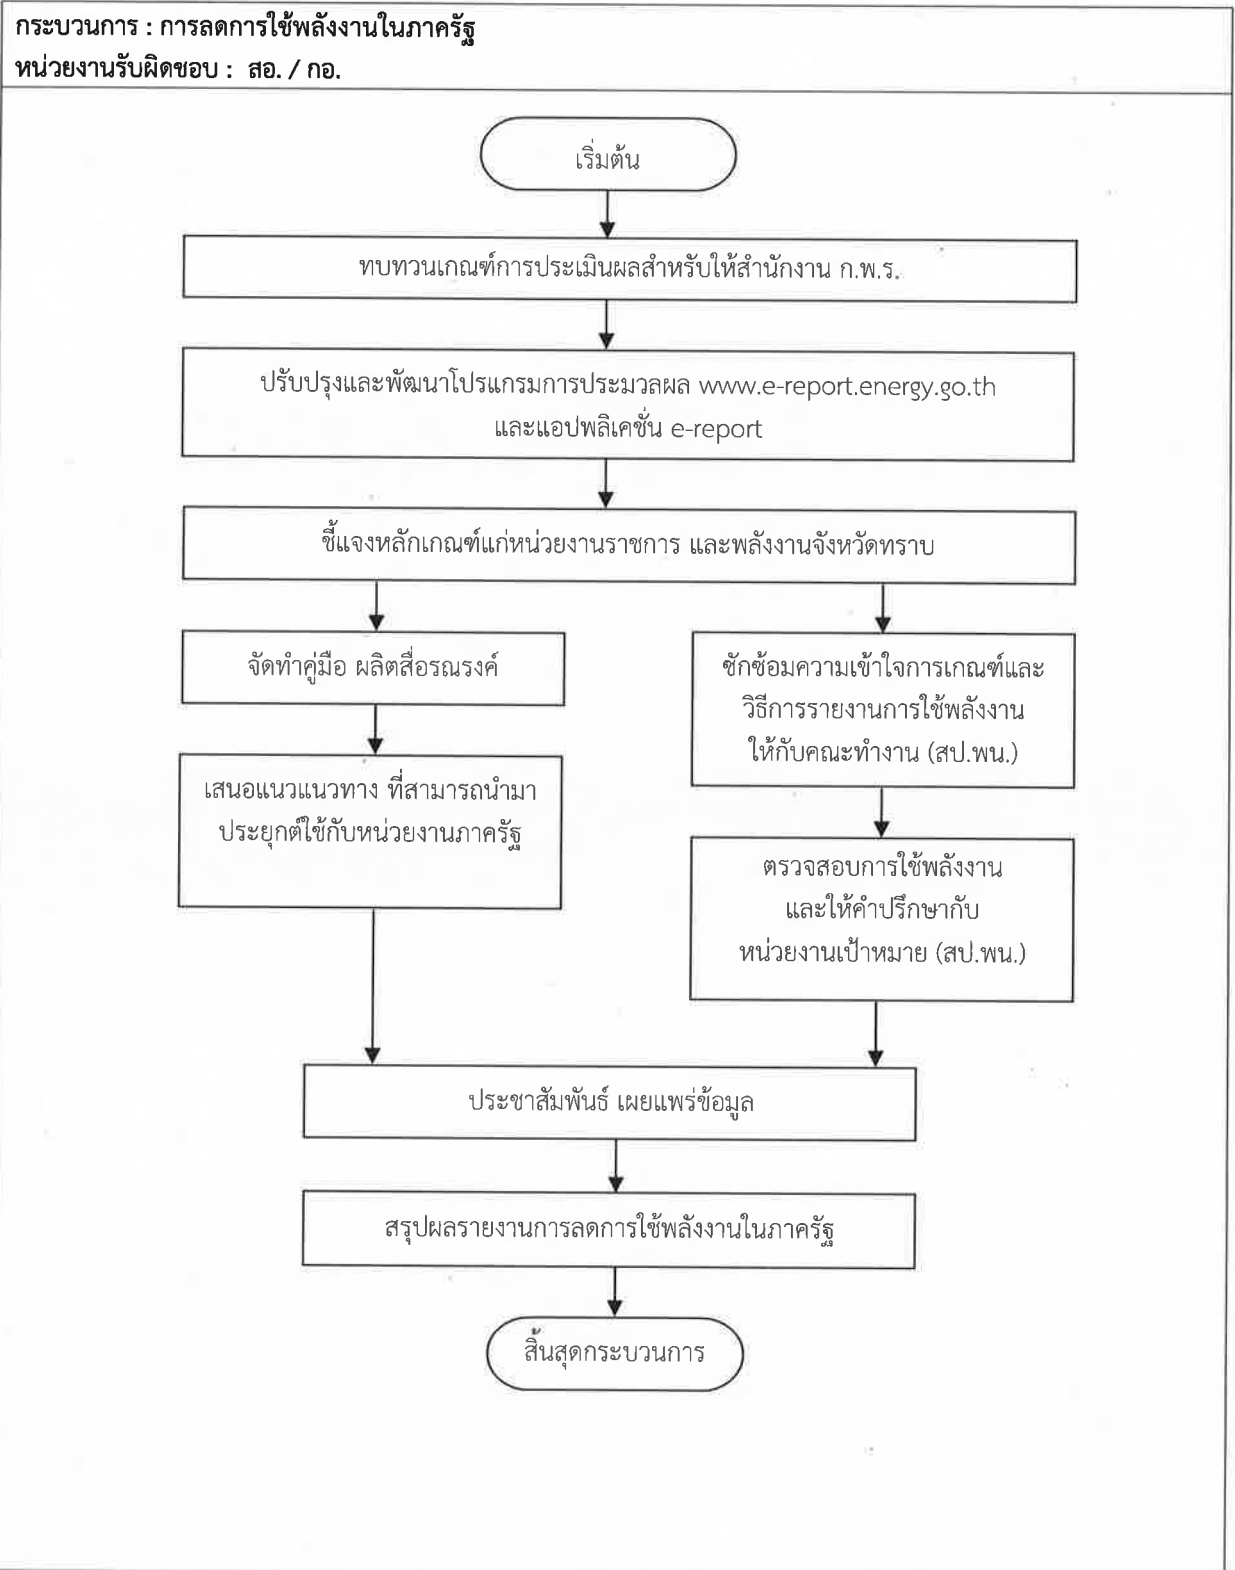 กระบวนการ : การลดการใช้พลังงานในภาครัฐ
หน่วยงานรับผิดชอบ : สอ. / กอ.
เริ่มต้น
ทบทวนเกณฑ์การประเมินผลสำหรับให้สำนักงาน ก.พ.ร.
ปรับปรุงและพัฒนาโปรแกรมการประมวลผล www.e-report.energy.go.th
และแอปพลิเคชั่น e-report
ชี้แจงหลักเกณฑ์แก่หน่วยงานราชการ และพลังงานจังหวัดทราบ
จัดทำคู่มือ ผลิตสื่อรณรงค์
เสนอแนวแนวทาง ที่สามารถนำมา
ประยุกต์ใช้กับหน่วยงานภาครัฐ
ซักซ้อมความเข้าใจการเกณฑ์และ
วิธีการรายงานการใช้พลังงาน
ให้กับคณะทำงาน (สป.พน.)
ตรวจสอบการใช้พลังงาน
และให้คำปรึกษากับ
หน่วยงานเป้าหมาย (สป.พน.)
ประชาสัมพันธ์ เผยแพร่ข้อมูล
สรุปผลรายงานการลดการใช้พลังงานในภาครัฐ
สิ้นสุดกระบวนการ